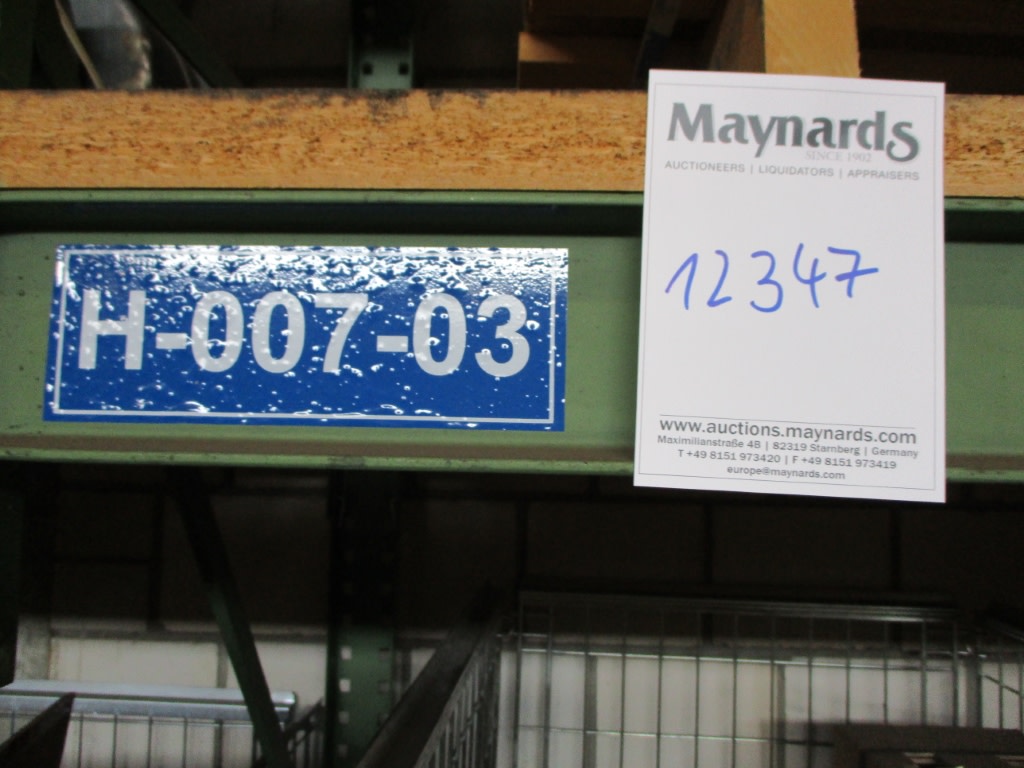 H-007-03
Maynards
SINCE 1902
AUCTIONEERS | LIQUIDATORS | APPRAISERS
12347
www.auctions.maynards.com
Maximilianstraße 4B | 82319 Starnberg | Germany
T +49 8151 973420 | F +49 8151 973419
europe@maynards.com